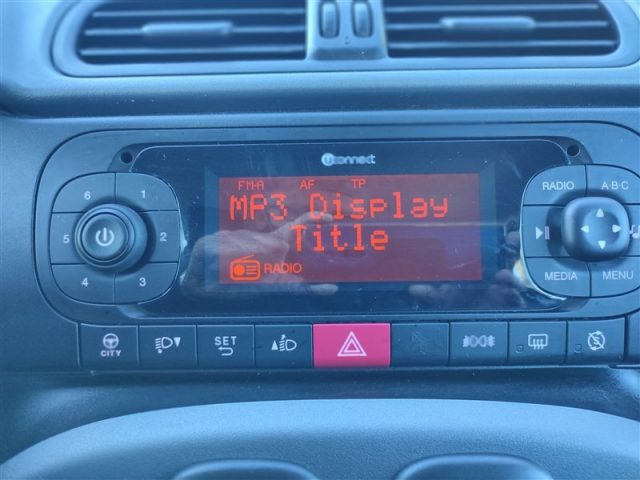 uconnect
FM-A AF TP
MP3 Display
Title
RADIO
6 1
5 2
4 3
RADIO A·B·C
MEDIA MENU
CITY
SET